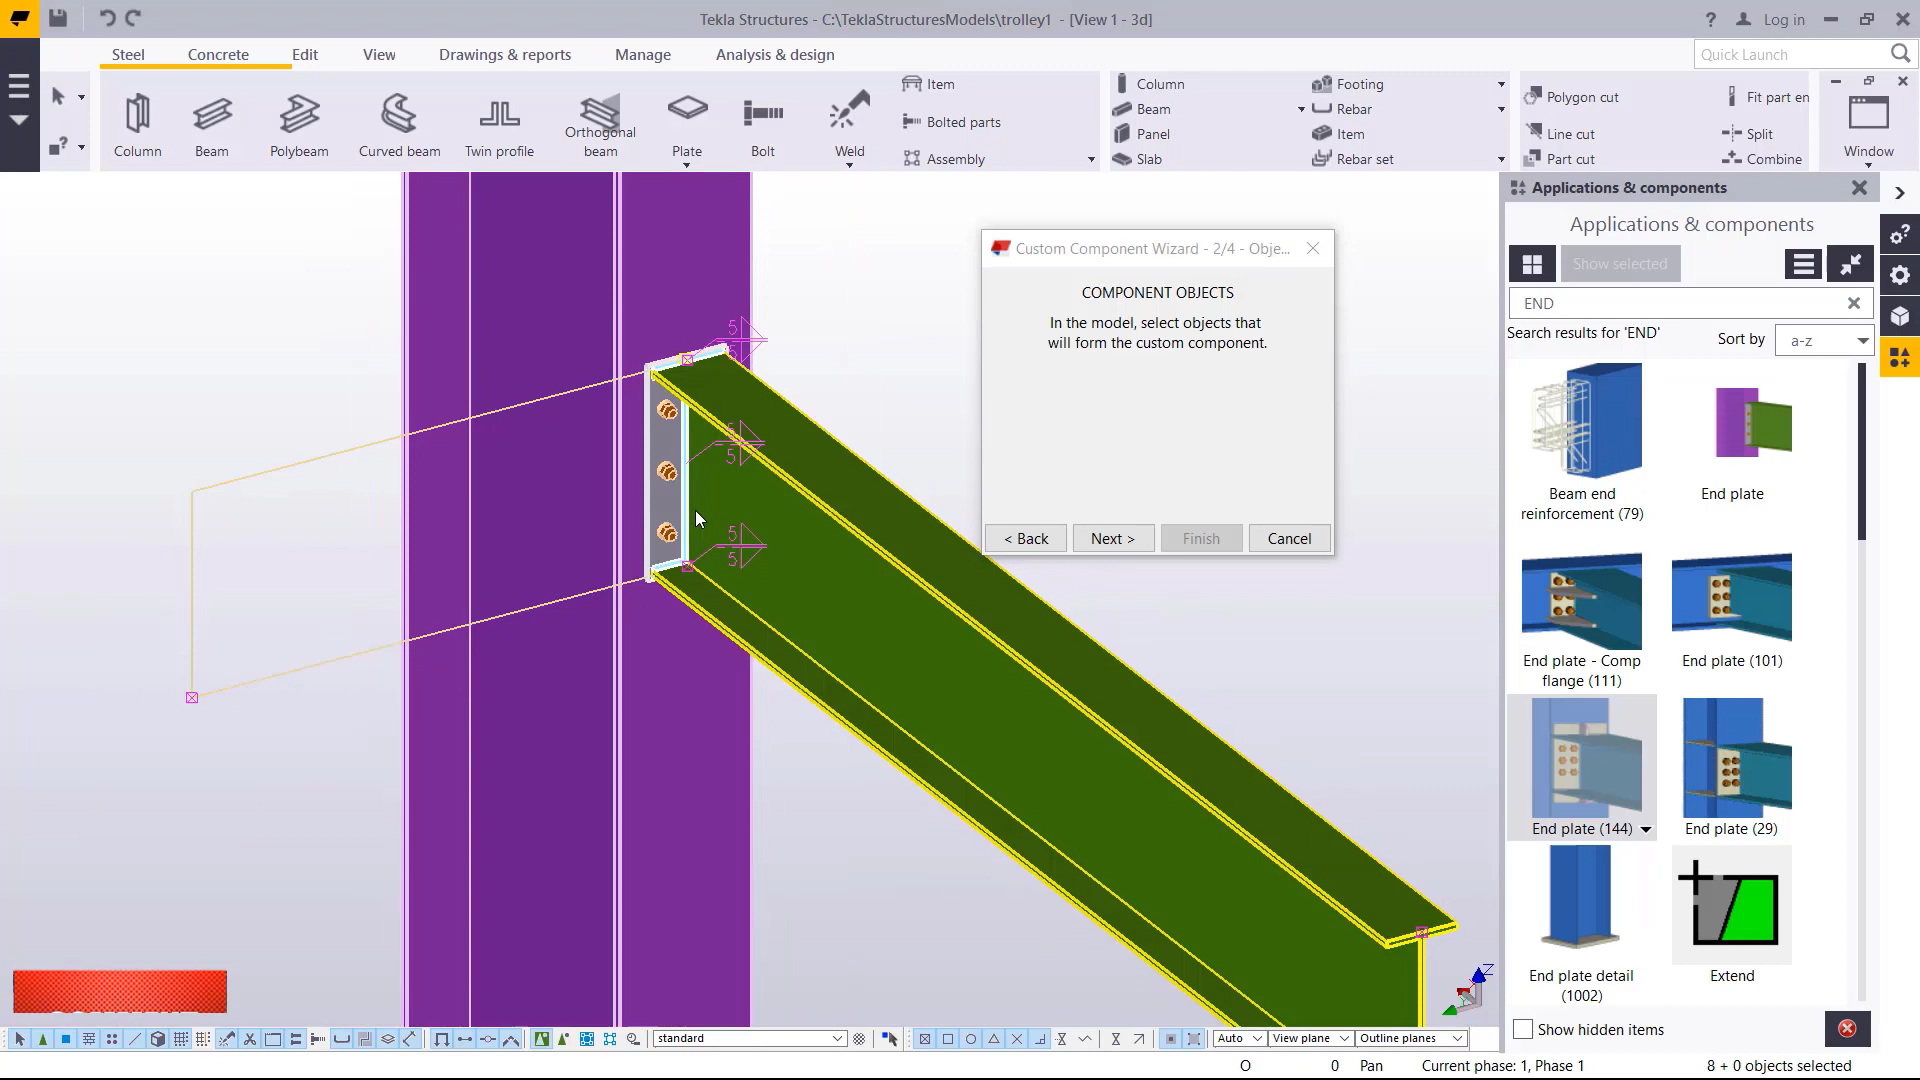 Tekla Structures - C:\TeklaStructuresModels\trolley1 - [View 1 - 3d]
? Log in
Steel Concrete Edit View Drawings & reports Manage Analysis & design
Quick Launch
Column
Beam
Polybeam
Curved beam
Twin profile
Orthogonal
beam
Plate
Bolt
Weld
Item
Bolted parts
Assembly
Column
Beam
Panel
Slab
Footing
Rebar
Item
Rebar set
Polygon cut
Line cut
Part cut
Fit part en
Split
Combine
Window
Applications & components
Applications & components
Show selected
END
Search results for 'END'
Sort by
a-z
Beam end
reinforcement (79)
End plate
End plate - Comp
flange (111)
End plate (101)
End plate (144)
End plate (29)
End plate detail
(1002)
Extend
Show hidden items
Custom Component Wizard - 2/4 - Obje...
COMPONENT OBJECTS
In the model, select objects that
will form the custom component.
< Back
Next >
Finish
Cancel
5
5
5
5
5
Z
standard
Auto
View plane
Outline planes
O 0 Pan Current phase: 1, Phase 1 8 + 0 objects selected